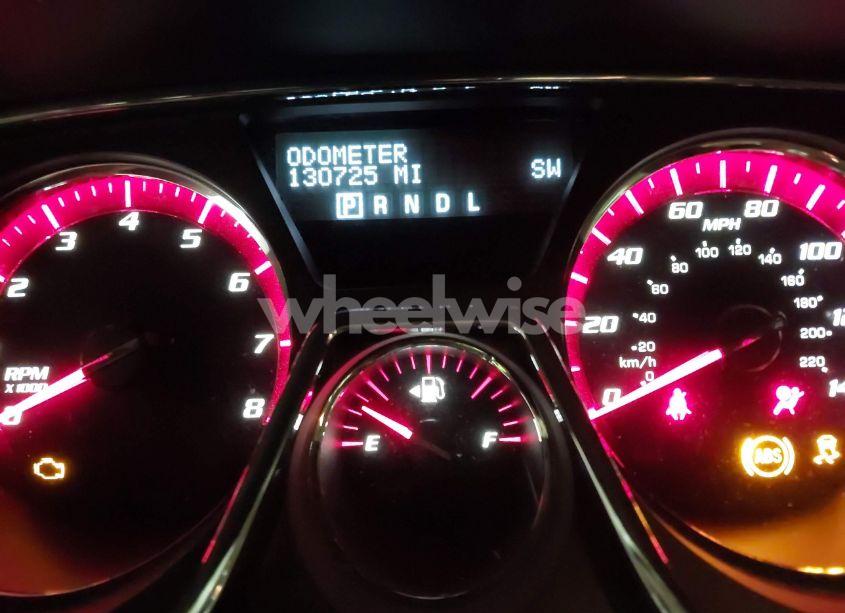 ODOMETER
130725 MI SW
P R N D L
2 3 4 5 6 7 8
RPM
X1000
0
E F
0 20 40 60 80 100
MPH
km/h
0 20 40 60 80 100 120 140 160 180 200 220
ABS
wheelwise